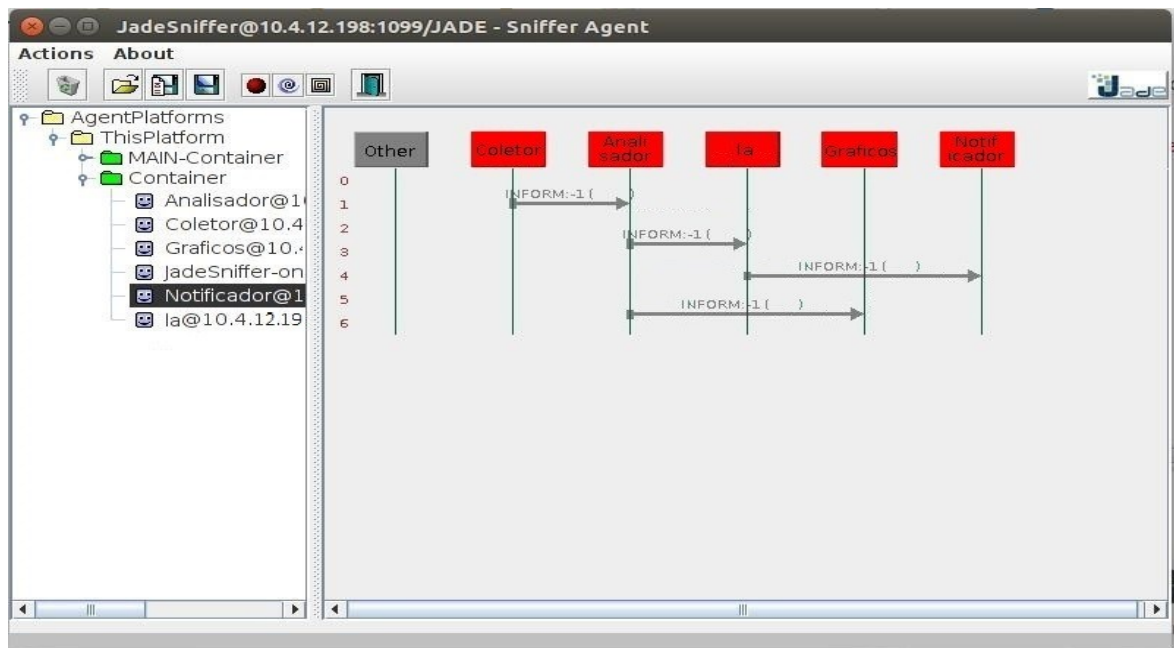 JadeSniffer@10.4.12.198:1099/JADE - Sniffer Agent
Actions About
Jade
AgentPlatforms
ThisPlatform
MAIN-Container
Container
Analisador@1
Coletor@10.4
Graficos@10.
JadeSniffer-on
Notificador@1
Ia@10.4.12.19
Other
Coletor
Anali
sador
Ia
Graficos
Notif
icador
0
INFORM:-1 ( )
1
2
INFORM:-1 ( )
3
INFORM:-1 ( )
4
5
INFORM:-1 ( )
6